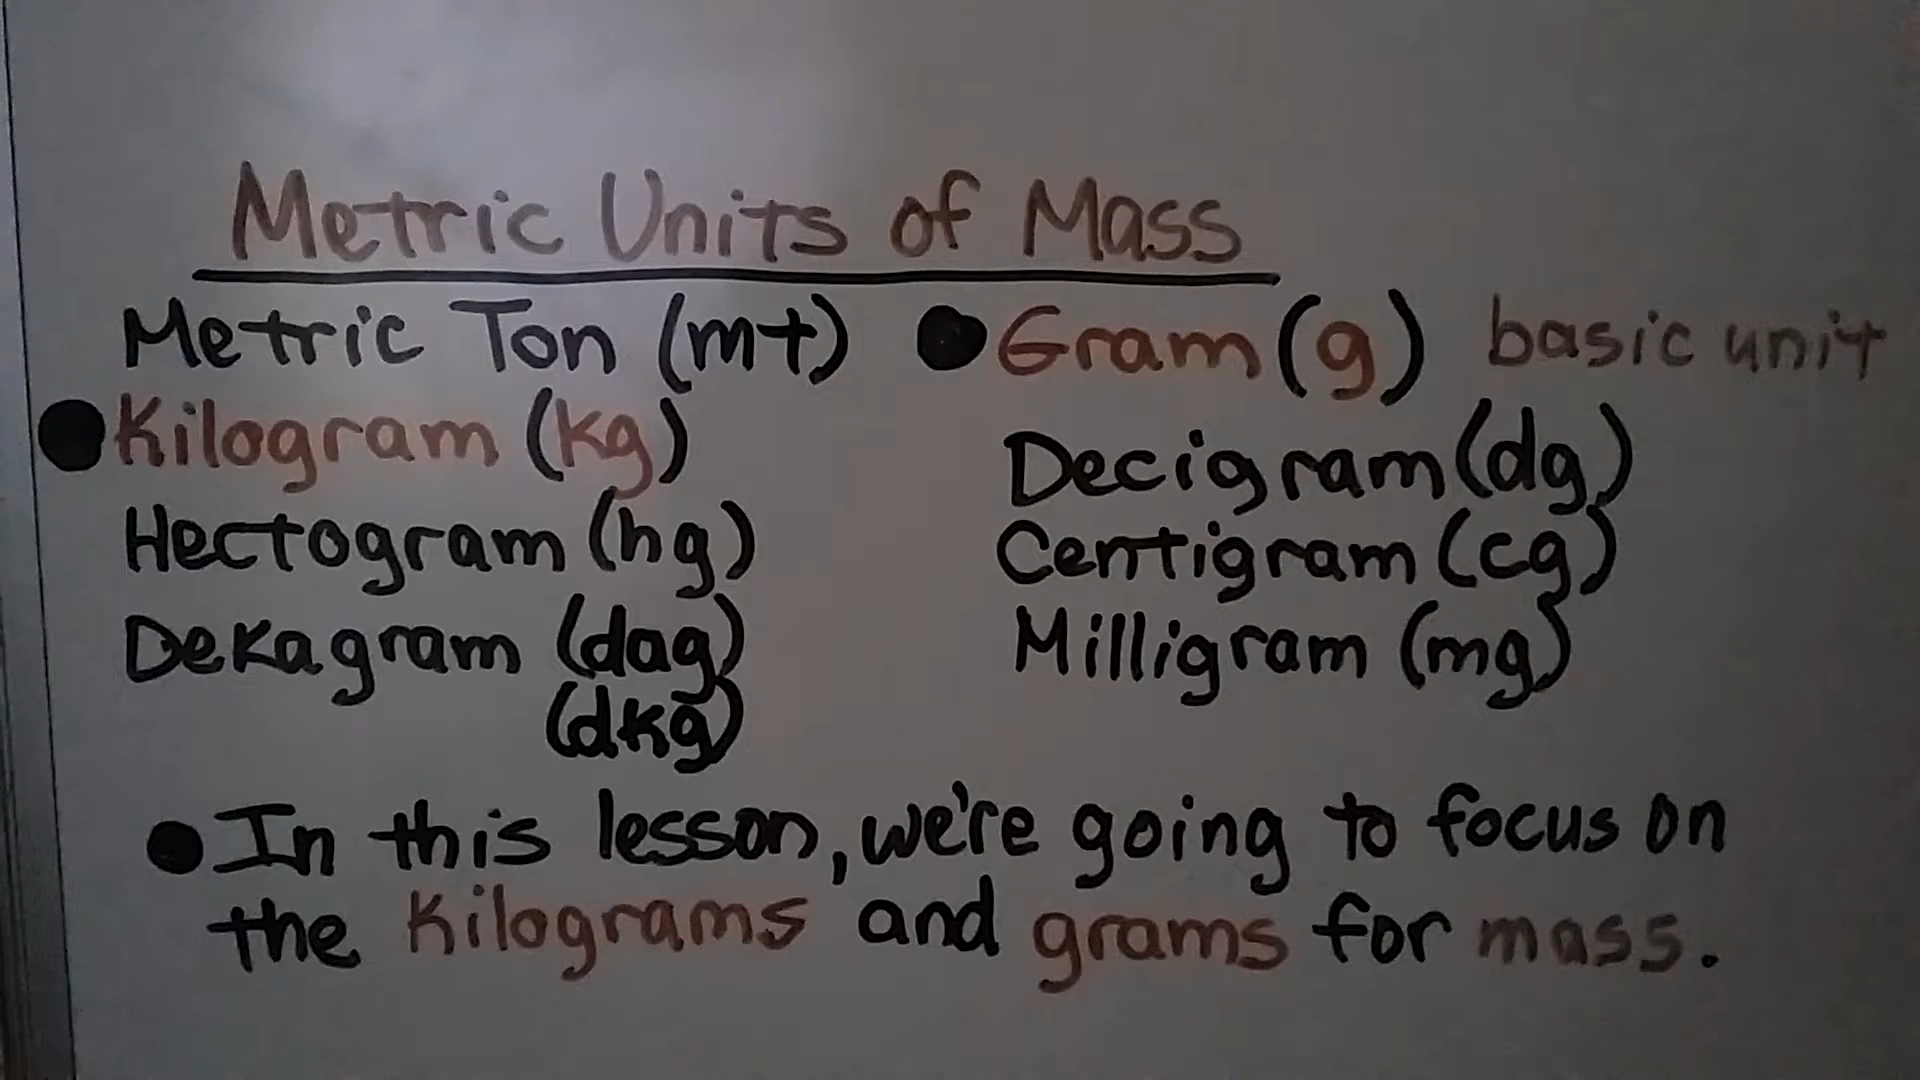 Metric Units of Mass
Metric Ton (mt)
● Kilogram (kg)
Hectogram (hg)
Dekagram (dag)
(dkg)
● Gram (g) basic unit
Decigram (dg)
Centigram (cg)
Milligram (mg)
● In this lesson, we're going to focus on
the Kilograms and grams for mass.